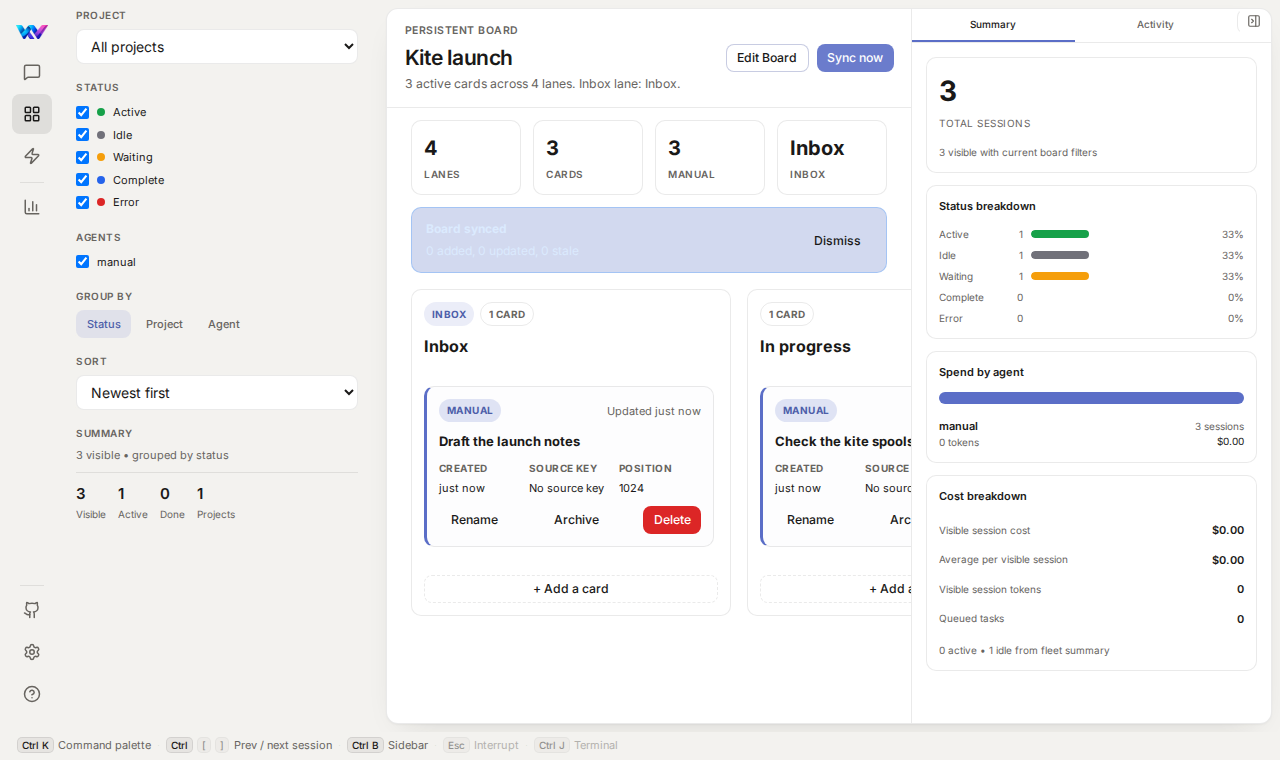 PROJECT
All projects
STATUS
Active
Idle
Waiting
Complete
Error
AGENTS
manual
GROUP BY
Status Project Agent
SORT
Newest first
SUMMARY
3 visible • grouped by status
3 1 0 1
Visible Active Done Projects
PERSISTENT BOARD
Kite launch
Edit Board Sync now
3 active cards across 4 lanes. Inbox lane: Inbox.
4
LANES
3
CARDS
3
MANUAL
Inbox
INBOX
Board synced
0 added, 0 updated, 0 stale
Dismiss
INBOX 1 CARD
Inbox
MANUAL Updated just now
Draft the launch notes
CREATED SOURCE KEY POSITION
just now No source key 1024
Rename Archive Delete
+ Add a card
1 CARD
In progress
MANUAL
Check the kite spools
CREATED SOURCE
just now No sourc
Rename Arc
+ Add a
Summary Activity
3
TOTAL SESSIONS
3 visible with current board filters
Status breakdown
Active 1 33%
Idle 1 33%
Waiting 1 33%
Complete 0 0%
Error 0 0%
Spend by agent
manual 3 sessions
0 tokens $0.00
Cost breakdown
Visible session cost $0.00
Average per visible session $0.00
Visible session tokens 0
Queued tasks 0
0 active • 1 idle from fleet summary
Ctrl K Command palette Ctrl [ ] Prev / next session Ctrl B Sidebar Esc Interrupt Ctrl J Terminal